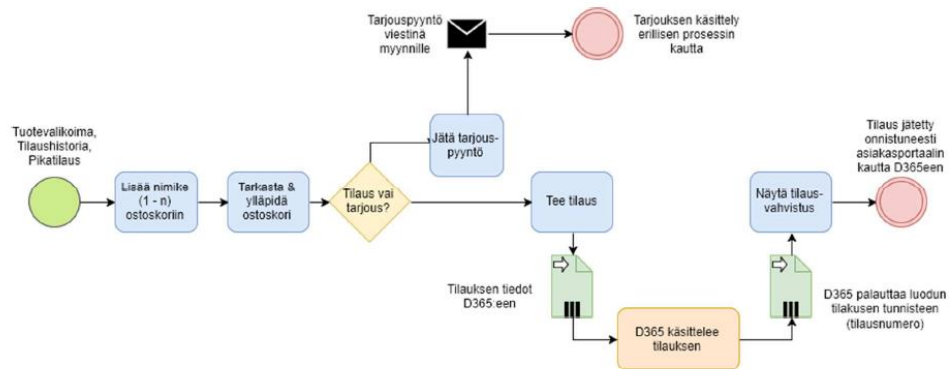 Tarjouspyyntö
viestinä
myynnille
Tarjouksen käsittely
erillisen prosessin
kautta
Tuotevalikoima,
Tilaushistoria,
Pikatilaus
Lisää nimike
(1 - n)
ostoskoriin
Tarkasta &
ylläpidä
ostoskori
Tilaus vai
tarjous?
Jätä tarjous-
pyyntö
Tee tilaus
Tilauksen tiedot
D365:een
D365 käsittelee
tilauksen
D365 palauttaa luodun
tilakusen tunnisteen
(tilausnumero)
Näytä tilaus-
vahvistus
Tilaus jätetty
onnistuneesti
asiakasportaalin
kautta D365een